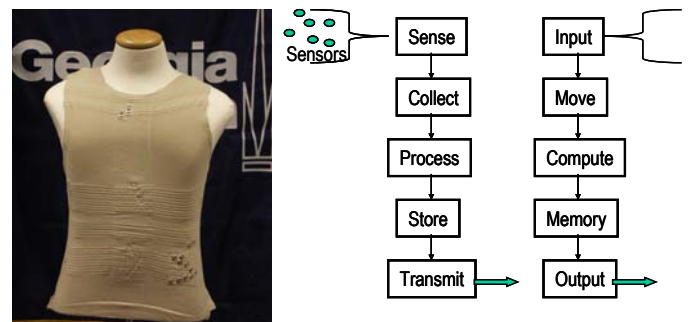 Georgia
Sensors
Sense
Collect
Process
Store
Transmit
Input
Move
Compute
Memory
Output